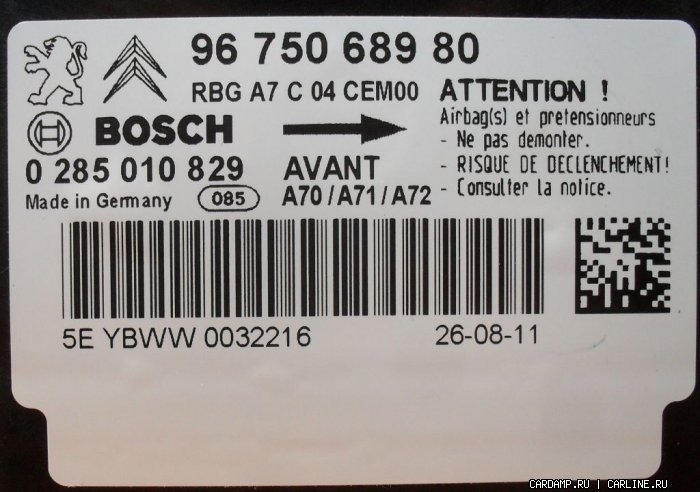 96 750 689 80
RBG A7 C 04 CEM00
ATTENTION !
Airbag(s) et pretensionneurs
- Ne pas demonter.
- RISQUE DE DECLENCHEMENT!
- Consulter la notice.
BOSCH
0 285 010 829
AVANT
Made in Germany
085
A70/A71/A72
5E YBWW 0032216
26-08-11
CARDAMP.RU | CARLINE.RU